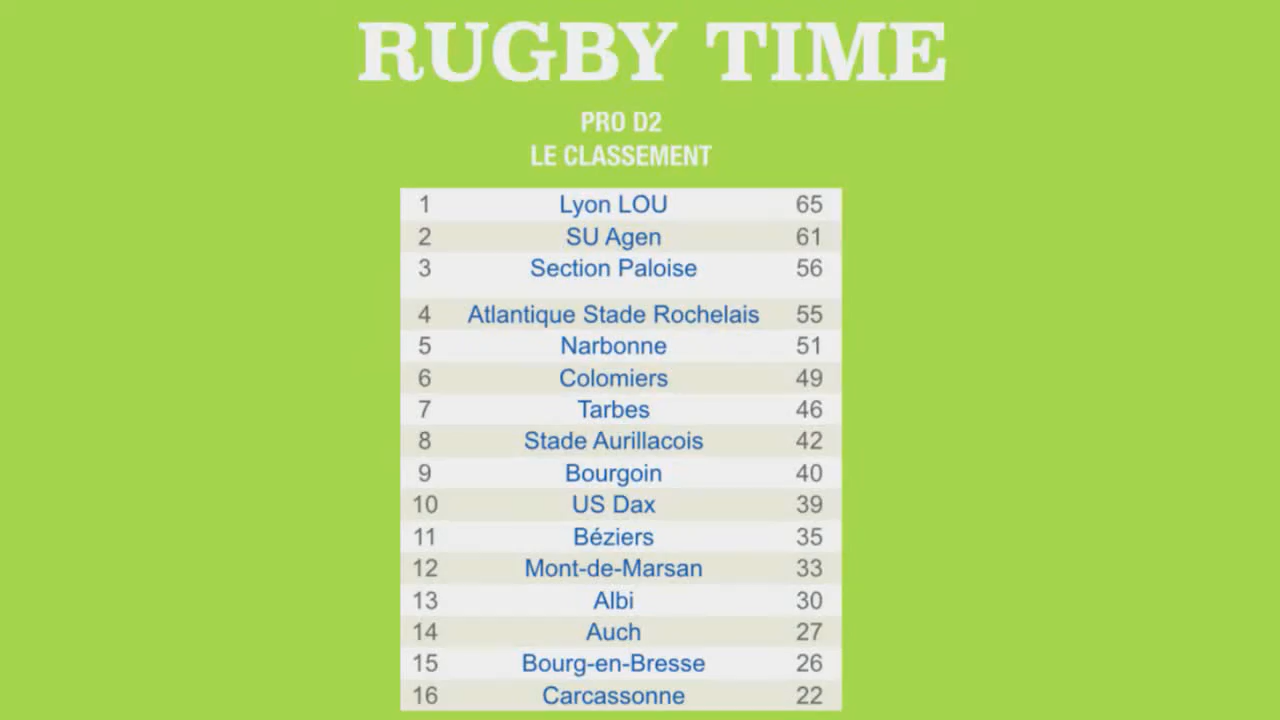 RUGBY TIME
PRO D2
LE CLASSEMENT
1 Lyon LOU 65
2 SU Agen 61
3 Section Paloise 56
4 Atlantique Stade Rochelais 55
5 Narbonne 51
6 Colomiers 49
7 Tarbes 46
8 Stade Aurillacois 42
9 Bourgoin 40
10 US Dax 39
11 Béziers 35
12 Mont-de-Marsan 33
13 Albi 30
14 Auch 27
15 Bourg-en-Bresse 26
16 Carcassonne 22